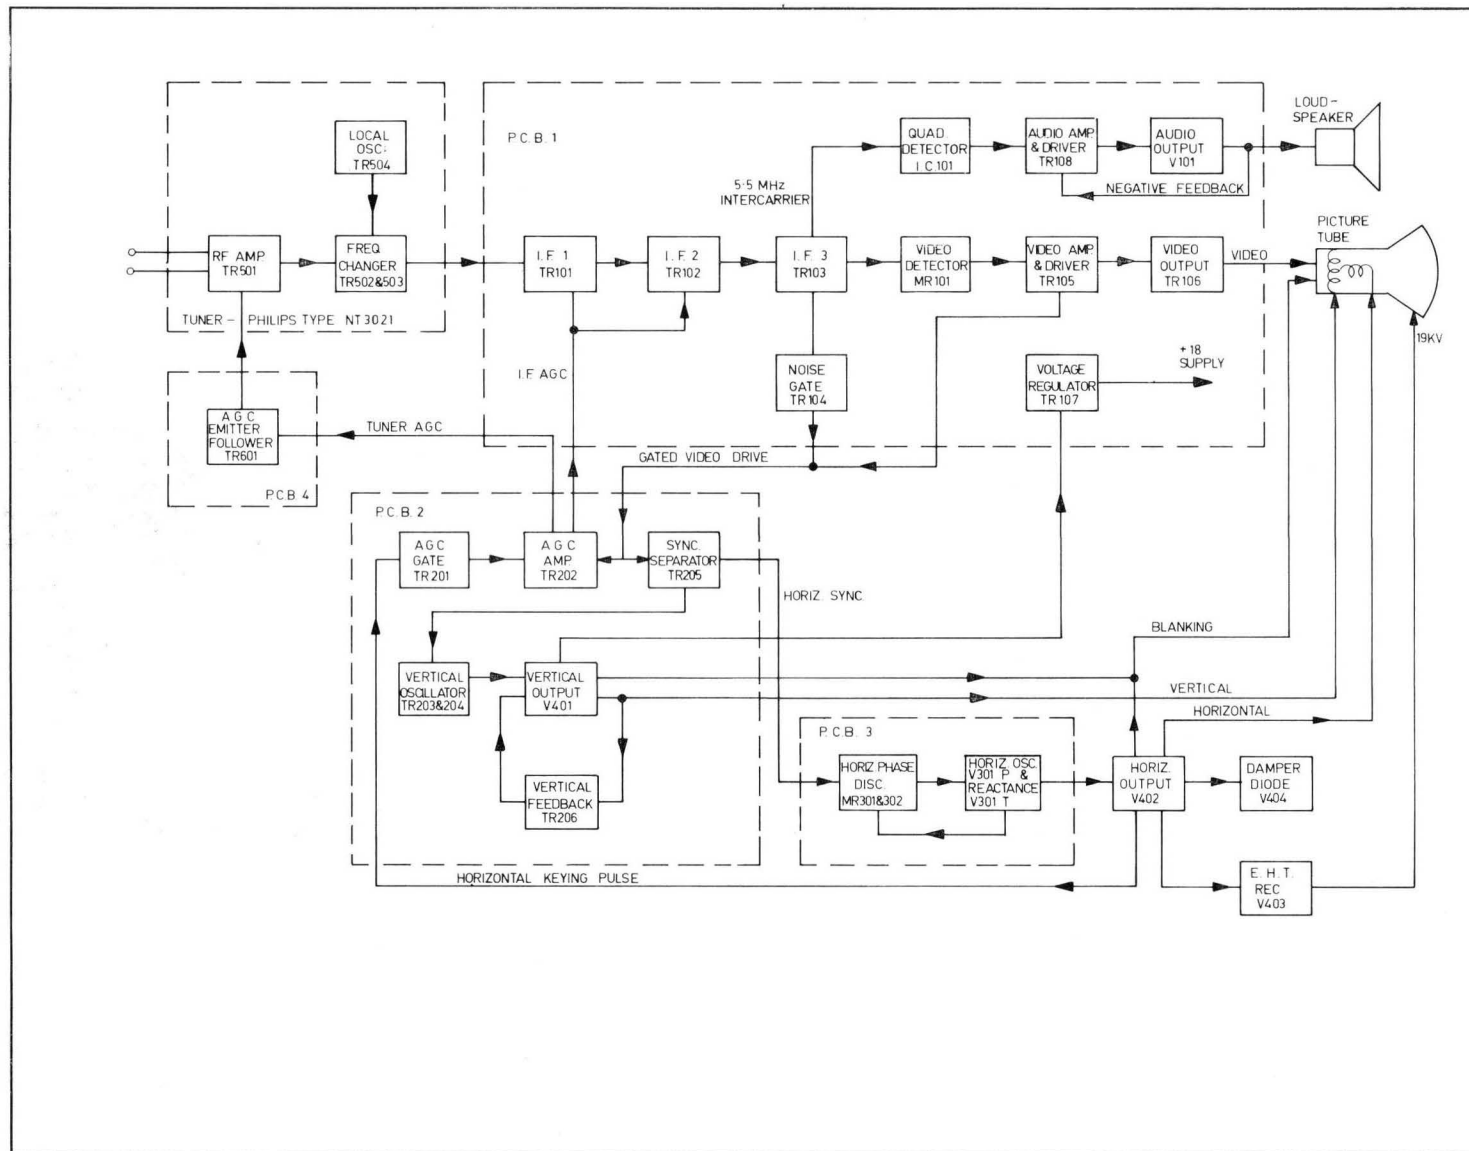 LOCAL
OSC:
TR504
RF AMP.
TR501
FREQ.
CHANGER
TR502&503
TUNER - PHILIPS TYPE NT3021
P.C.B. 1
QUAD.
DETECTOR
I.C.101
AUDIO AMP.
& DRIVER
TR108
AUDIO
OUTPUT
V101
LOUD-
SPEAKER
NEGATIVE FEEDBACK
5·5 MHz
INTERCARRIER
I.F. 1
TR101
I.F. 2
TR102
I.F. 3
TR103
VIDEO
DETECTOR
MR101
VIDEO AMP.
& DRIVER
TR105
VIDEO
OUTPUT
TR106
VIDEO
PICTURE
TUBE
19KV
I.F. AGC
NOISE
GATE
TR104
VOLTAGE
REGULATOR
TR107
+18
SUPPLY
A G C
EMITTER
FOLLOWER
TR601
P.C.B. 4
TUNER AGC
GATED VIDEO DRIVE
P.C.B. 2
A G C
GATE
TR201
A G C
AMP.
TR202
SYNC.
SEPARATOR
TR205
HORIZ. SYNC.
BLANKING
VERTICAL
OSCILLATOR
TR203&204
VERTICAL
OUTPUT
V401
VERTICAL
HORIZONTAL
VERTICAL
FEEDBACK
TR206
P.C.B. 3
HORIZ. PHASE
DISC.
MR301&302
HORIZ. OSC.
V301 P &
REACTANCE
V301 T
HORIZ.
OUTPUT
V402
DAMPER
DIODE
V404
HORIZONTAL KEYING PULSE
E. H. T.
REC
V403